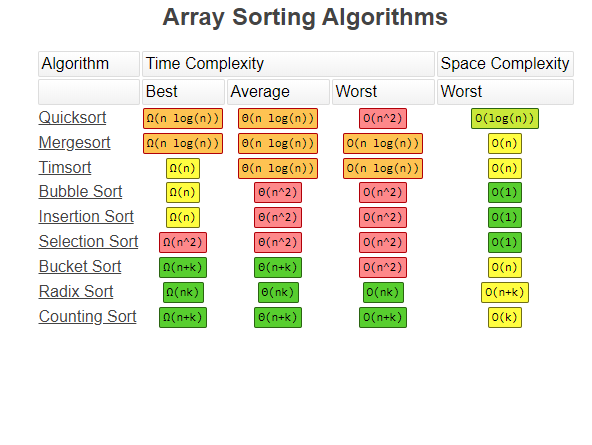 Array Sorting Algorithms
Algorithm Time Complexity Space Complexity
Best Average Worst Worst
Quicksort Ω(n log(n)) Θ(n log(n)) O(n^2) O(log(n))
Mergesort Ω(n log(n)) Θ(n log(n)) O(n log(n)) O(n)
Timsort Ω(n) Θ(n log(n)) O(n log(n)) O(n)
Bubble Sort Ω(n) Θ(n^2) O(n^2) O(1)
Insertion Sort Ω(n) Θ(n^2) O(n^2) O(1)
Selection Sort Ω(n^2) Θ(n^2) O(n^2) O(1)
Bucket Sort Ω(n+k) Θ(n+k) O(n^2) O(n)
Radix Sort Ω(nk) Θ(nk) O(nk) O(n+k)
Counting Sort Ω(n+k) Θ(n+k) O(n+k) O(k)